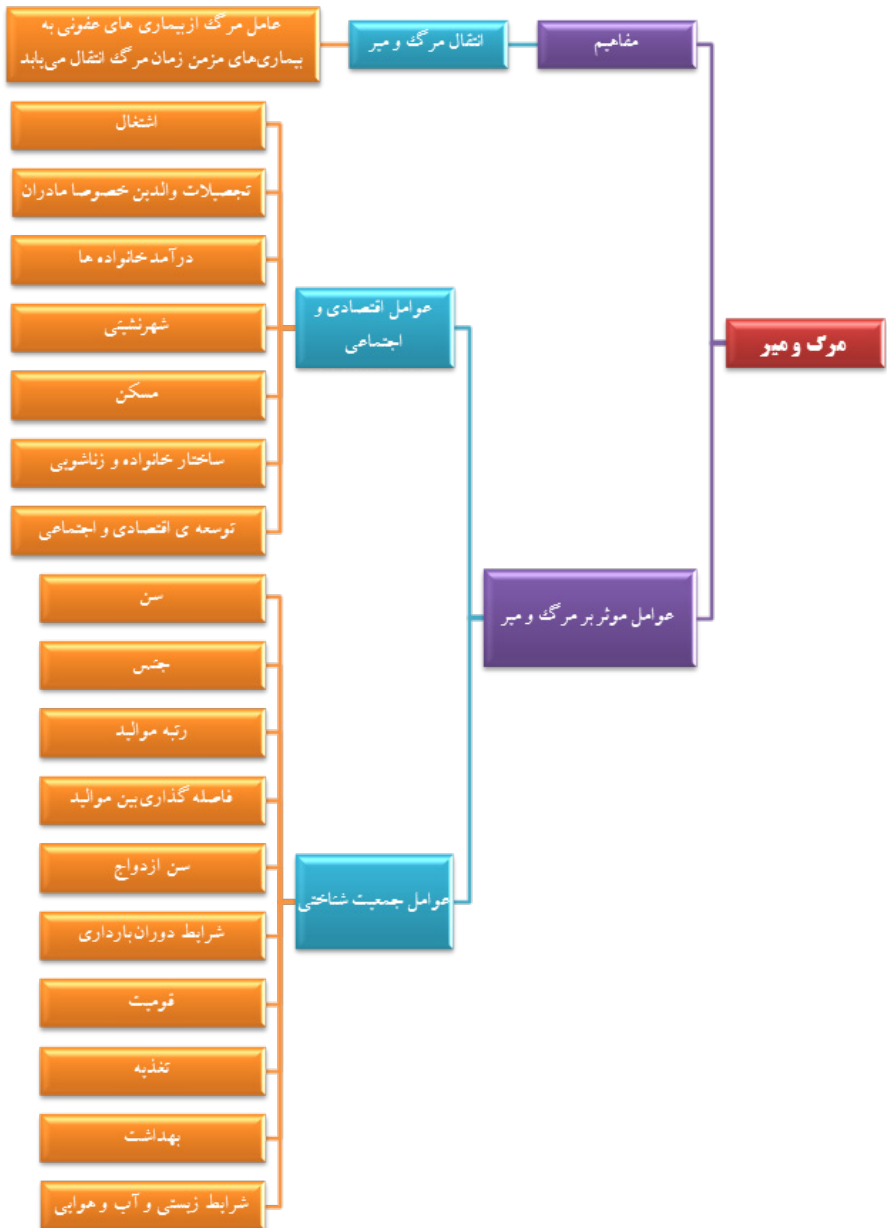 مرگ و میر
مفاهیم
انتقال مرگ و میر
عامل مرگ از بیماری های عفونی به
بیماری‌های مزمن زمان مرگ انتقال می‌یابد
عوامل موثر بر مرگ و میر
عوامل اقتصادی و
اجتماعی
اشتغال
تحصیلات والدین خصوصا مادران
درآمد خانواده ها
شهرنشینی
مسکن
ساختار خانواده و زناشویی
توسعه ی اقتصادی و اجتماعی
عوامل جمعیت شناختی
سن
جنس
رتبه موالید
فاصله گذاری بین موالید
سن ازدواج
شرایط دوران بارداری
قومیت
تغذیه
بهداشت
شرایط زیستی و آب و هوایی